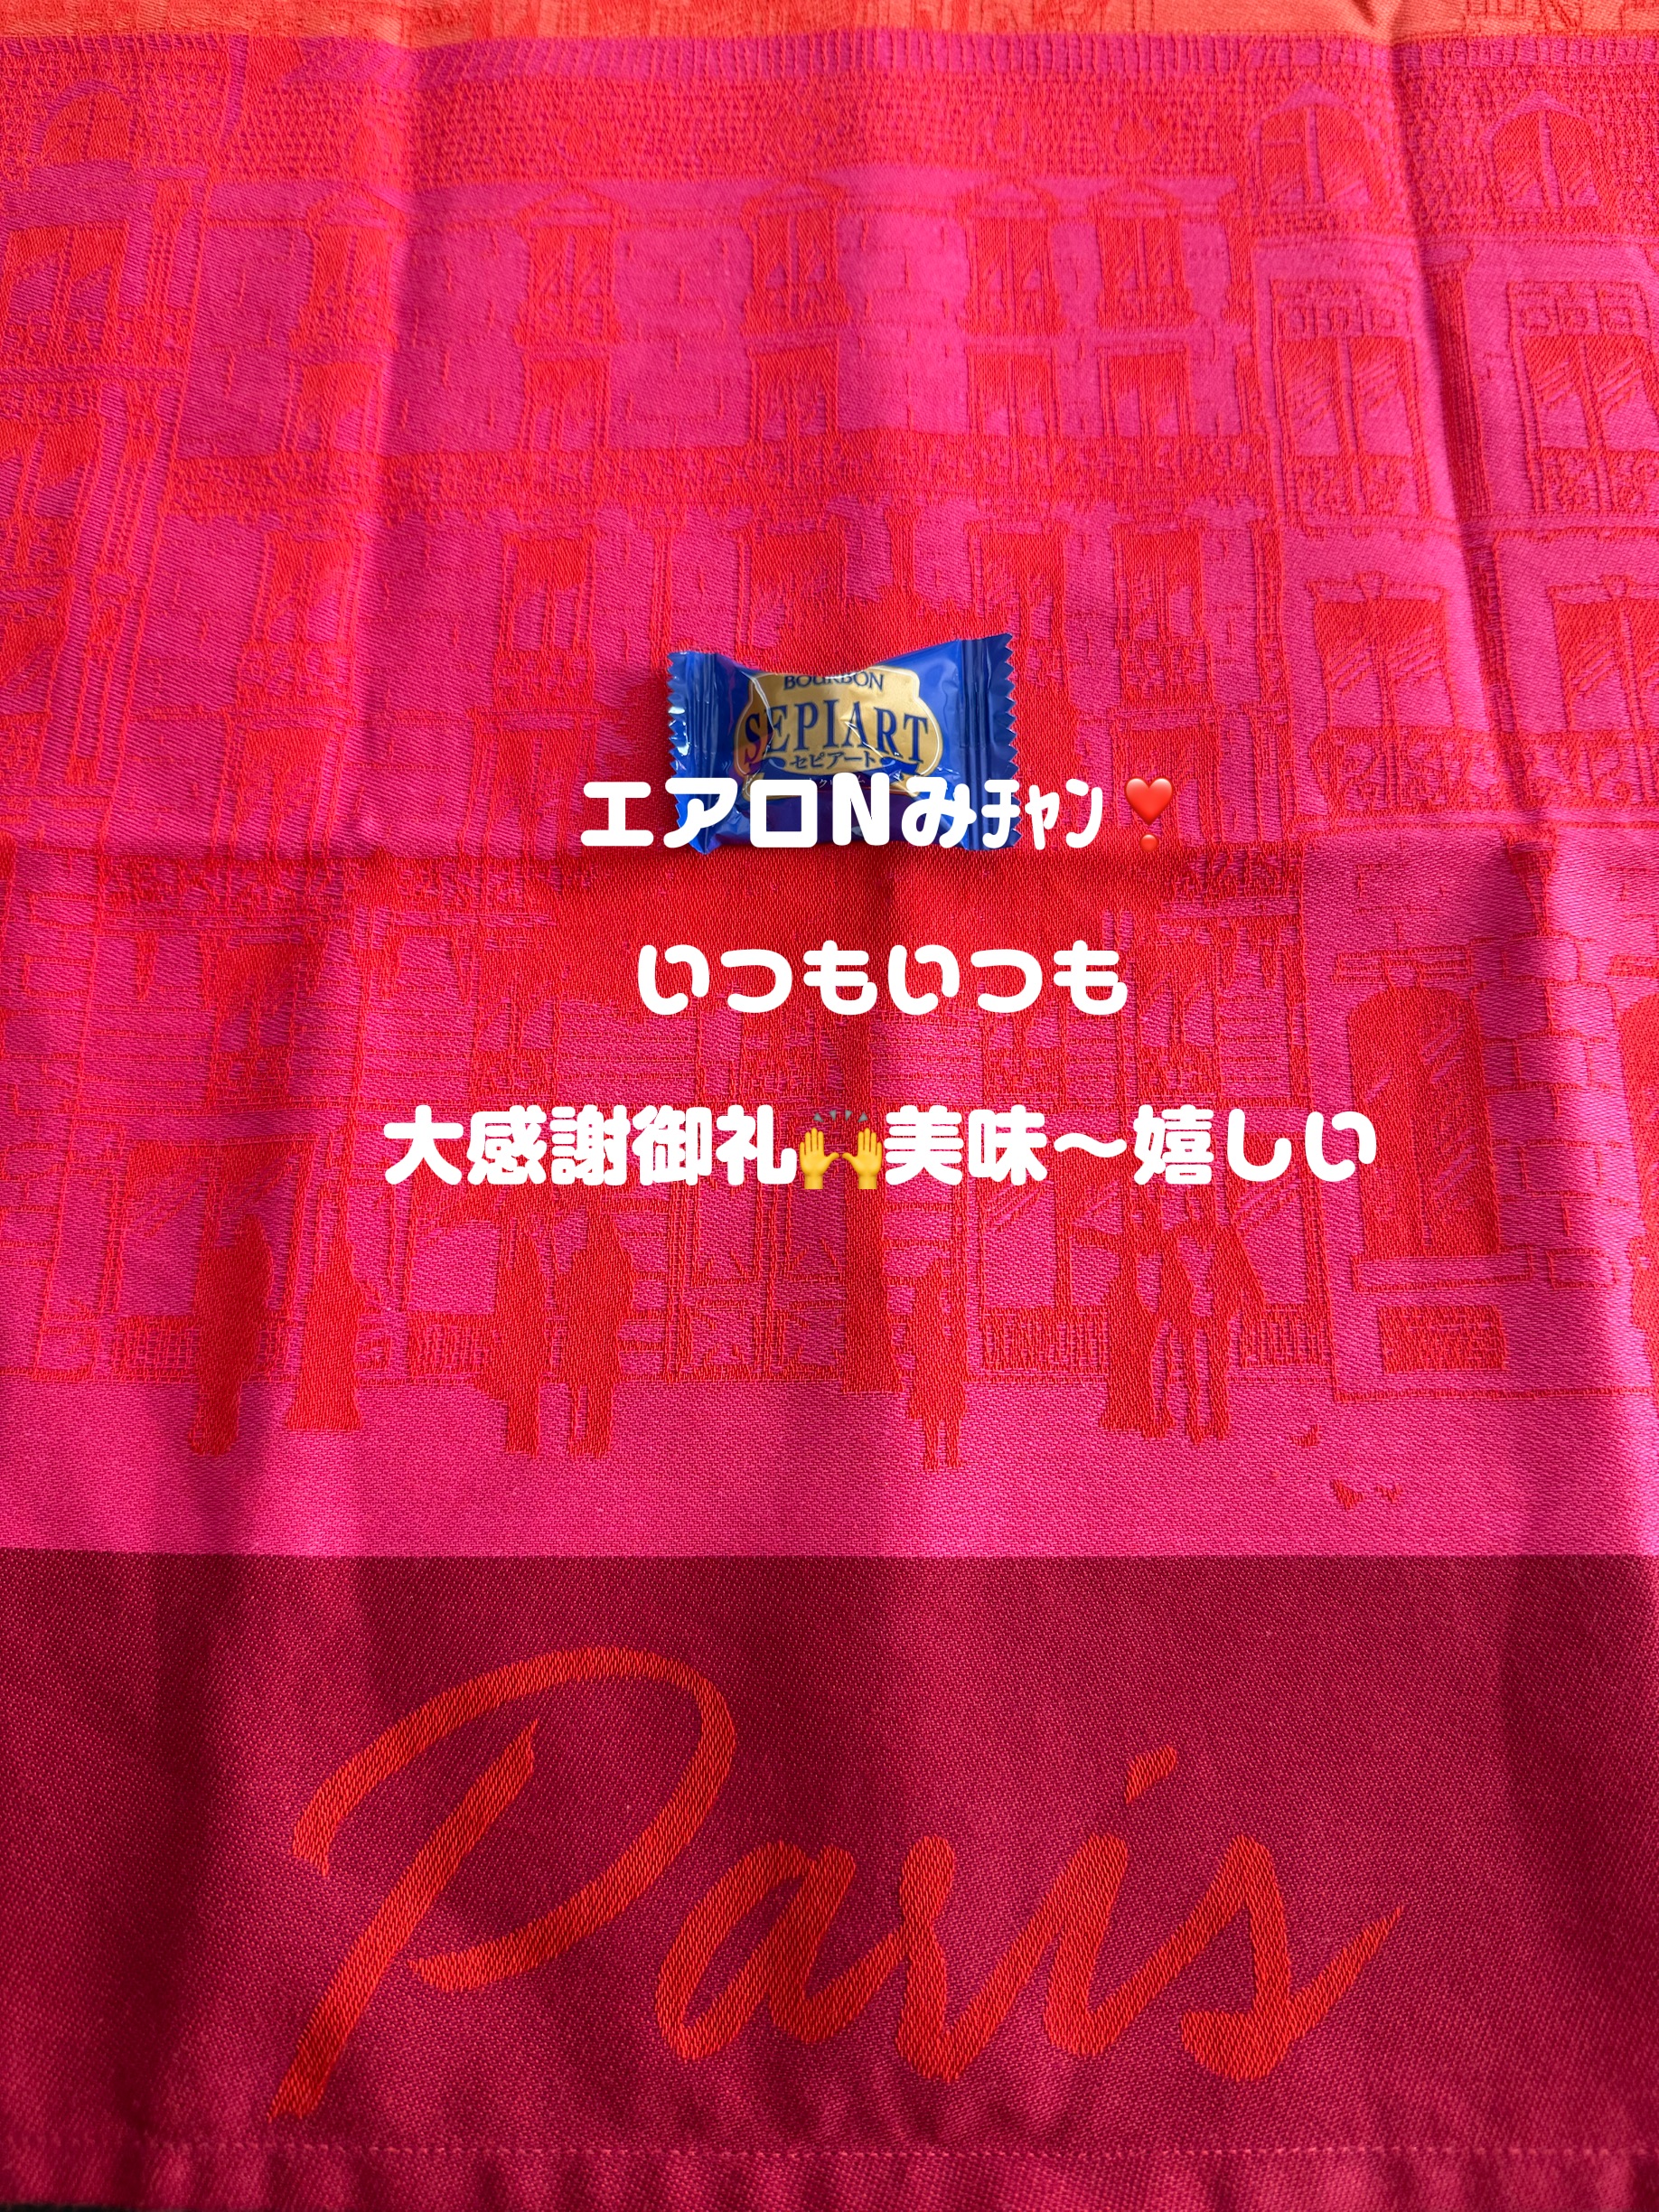 BOURBON
SEPIART
セピアート
エアロNみﾁｬﾝ❣️
いつもいつも
大感謝御礼🙌美味〜嬉しい
Paris